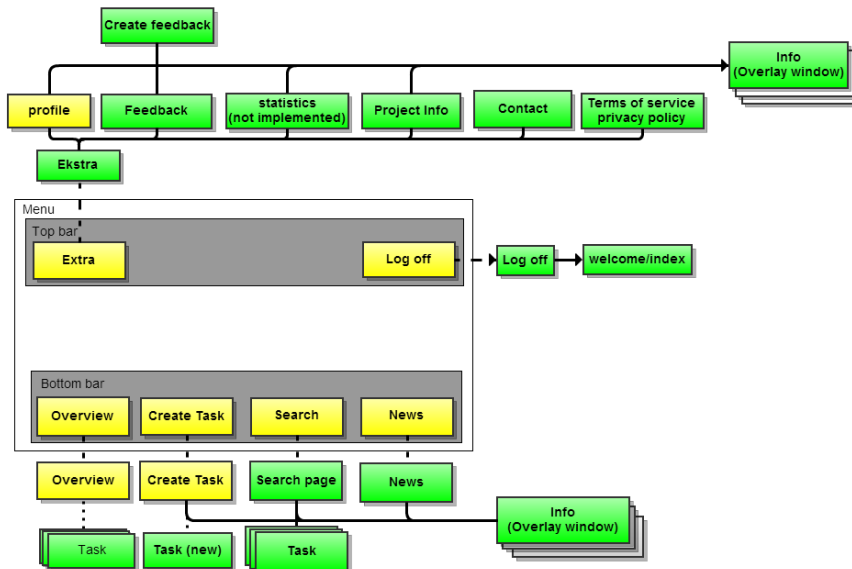 Create feedback
Info
(Overlay window)
profile
Feedback
statistics
(not implemented)
Project Info
Contact
Terms of service
privacy policy
Ekstra
Menu
Top bar
Extra
Log off
Log off
welcome/index
Bottom bar
Overview
Create Task
Search
News
Overview
Create Task
Search page
News
Info
(Overlay window)
Task
Task (new)
Task